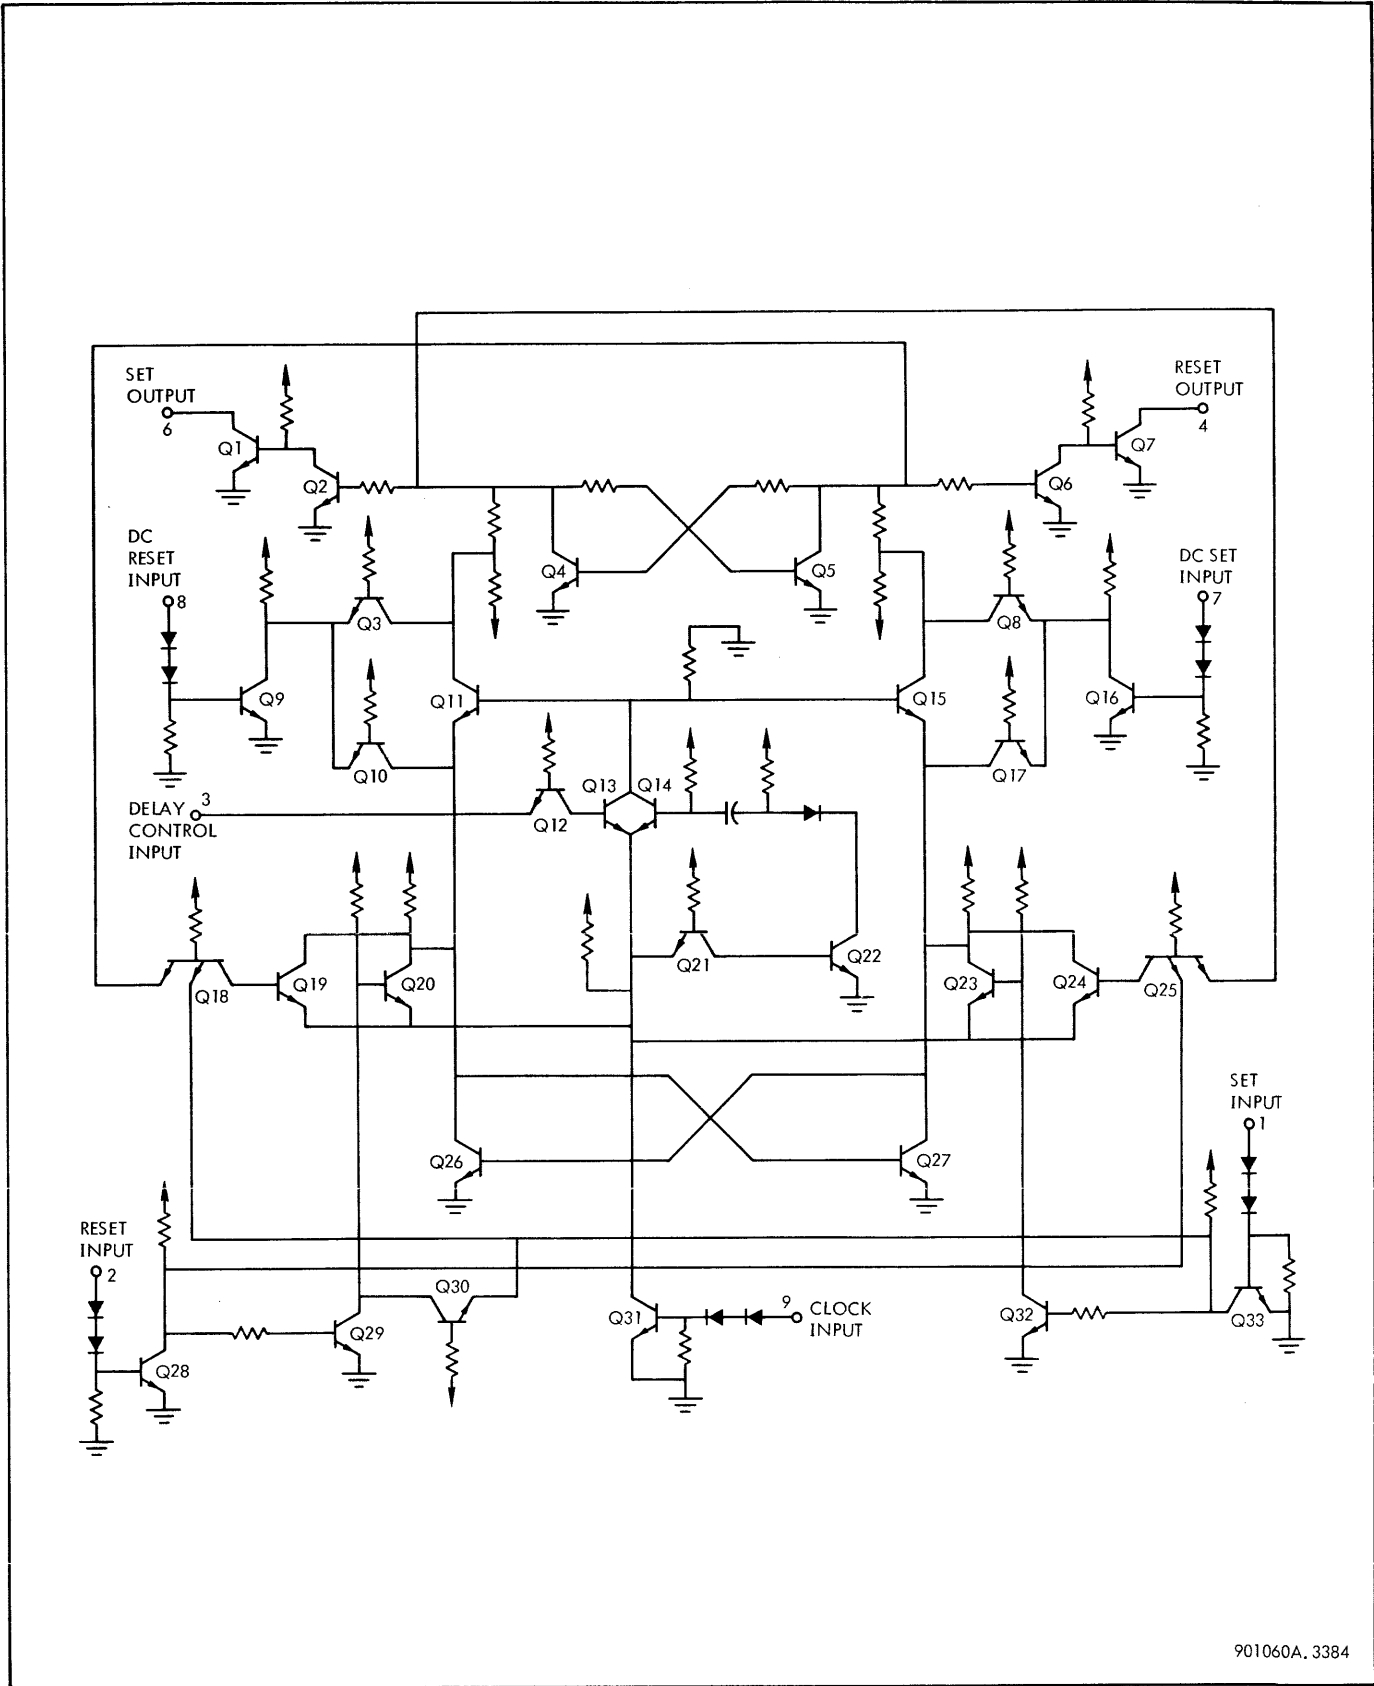 SET
OUTPUT
6
RESET
OUTPUT
4
Q1
Q2
Q7
Q6
DC
RESET
INPUT
8
DC SET
INPUT
7
Q4
Q5
Q3
Q8
Q9
Q11
Q15
Q16
Q10
Q17
Q13
Q14
DELAY
CONTROL
INPUT
3
Q12
Q18
Q19
Q20
Q21
Q22
Q23
Q24
Q25
SET
INPUT
1
Q26
Q27
RESET
INPUT
2
Q30
Q31
9
CLOCK
INPUT
Q32
Q33
Q29
Q28
901060A. 3384